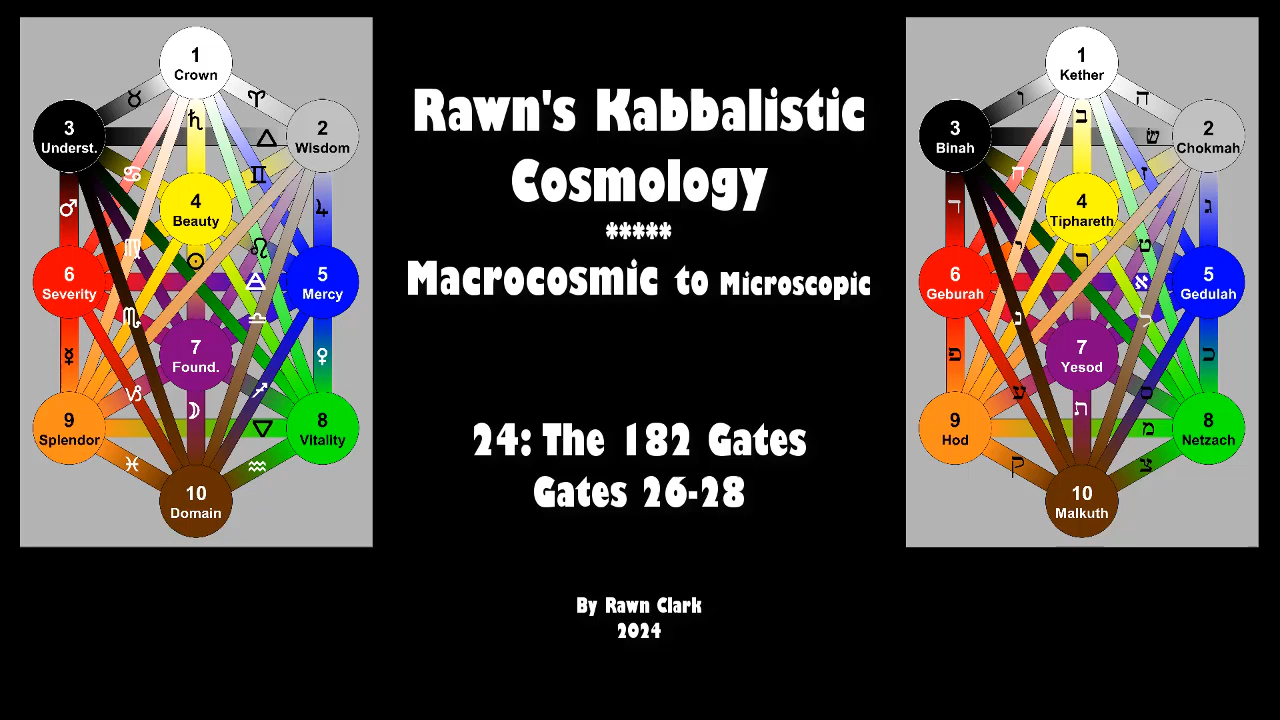 1
Crown
♉ ♈
3
Underst.
♄
△
2
Wisdom
♋
4
Beauty
♊
♂
♃
♍
☉
♌
6
Severity
5
Mercy
♏
♎
☿
7
Found.
♀
♑
☽
♐
9
Splendor
▽
8
Vitality
♓
♒
10
Domain
Rawn's Kabbalistic
Cosmology
*****
Macrocosmic to Microscopic
24: The 182 Gates
Gates 26-28
By Rawn Clark
2024
1
Kether
ו
ה
3
Binah
ב
ש
2
Chokmah
ח
4
Tiphareth
ז
ג
י
ר
ט
6
Geburah
א
5
Gedulah
נ
ל
פ
7
Yesod
ע
ת
ס
9
Hod
מ
8
Netzach
ק
צ
10
Malkuth